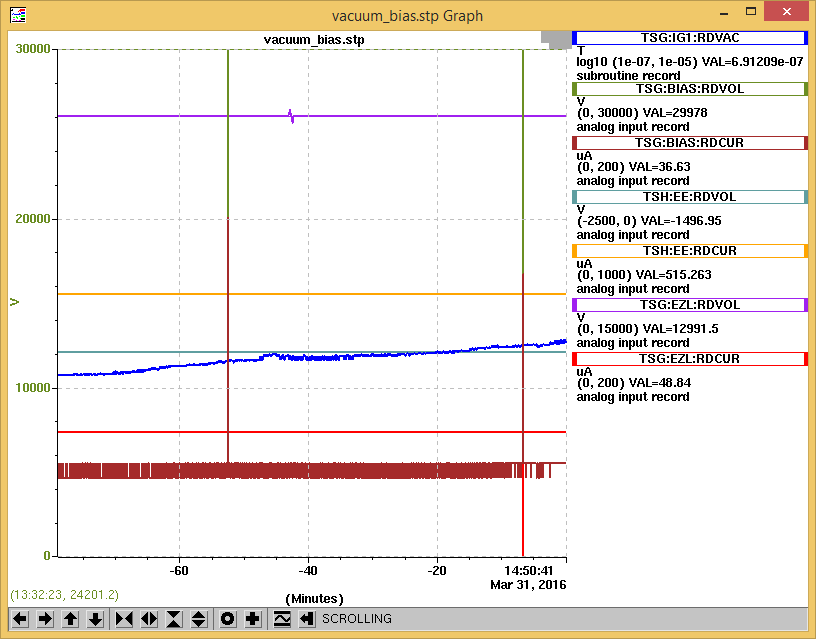 vacuum_bias.stp Graph
vacuum_bias.stp
30000
20000
10000
0
V
-60
-40
-20
14:50:41
Mar 31, 2016
(Minutes)
(13:32:23, 24201.2)
TSG:IG1:RDVAC
T
log10 (1e-07, 1e-05) VAL=6.91209e-07
subroutine record
TSG:BIAS:RDVOL
V
(0, 30000) VAL=29978
analog input record
TSG:BIAS:RDCUR
uA
(0, 200) VAL=36.63
analog input record
TSH:EE:RDVOL
V
(-2500, 0) VAL=-1496.95
analog input record
TSH:EE:RDCUR
uA
(0, 1000) VAL=515.263
analog input record
TSG:EZL:RDVOL
V
(0, 15000) VAL=12991.5
analog input record
TSG:EZL:RDCUR
uA
(0, 200) VAL=48.84
analog input record
SCROLLING